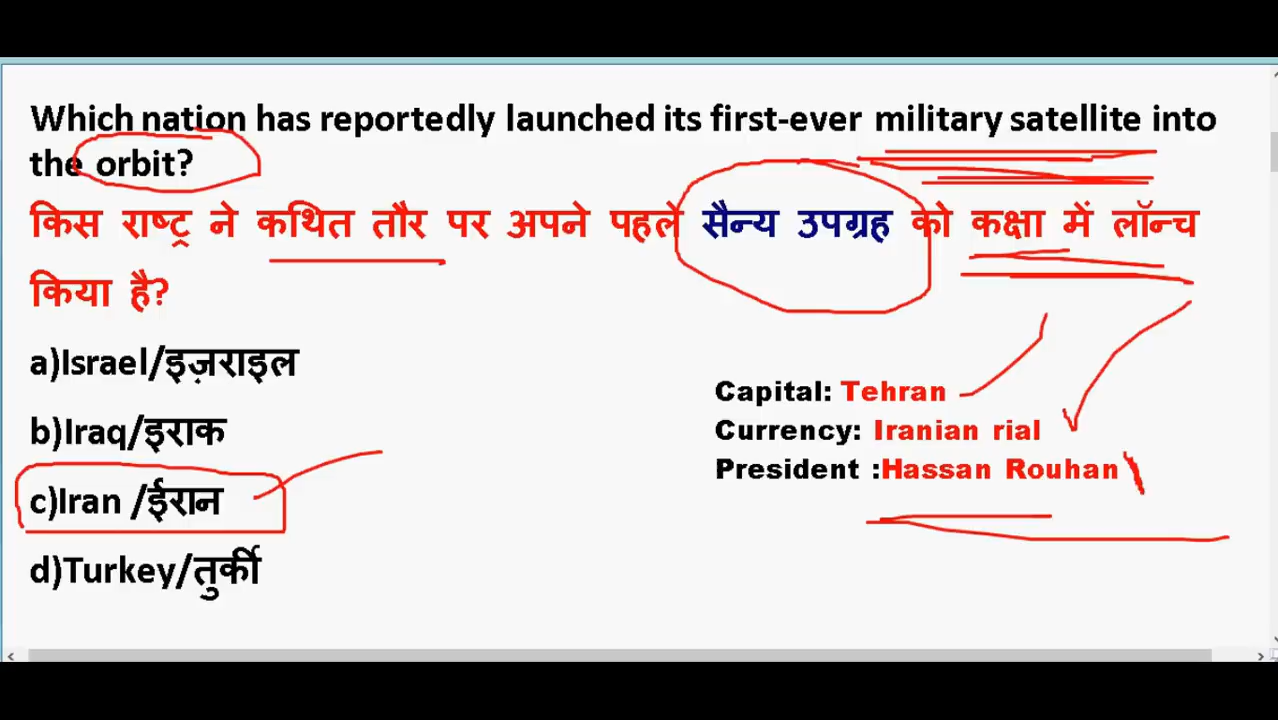 Which nation has reportedly launched its first-ever military satellite into
the orbit?
किस राष्ट्र ने कथित तौर पर अपने पहले सैन्य उपग्रह को कक्षा में लॉन्च
किया है?
a)Israel/इज़राइल
b)Iraq/इराक
c)Iran /ईरान
d)Turkey/तुर्की
Capital: Tehran
Currency: Iranian rial
President :Hassan Rouhan